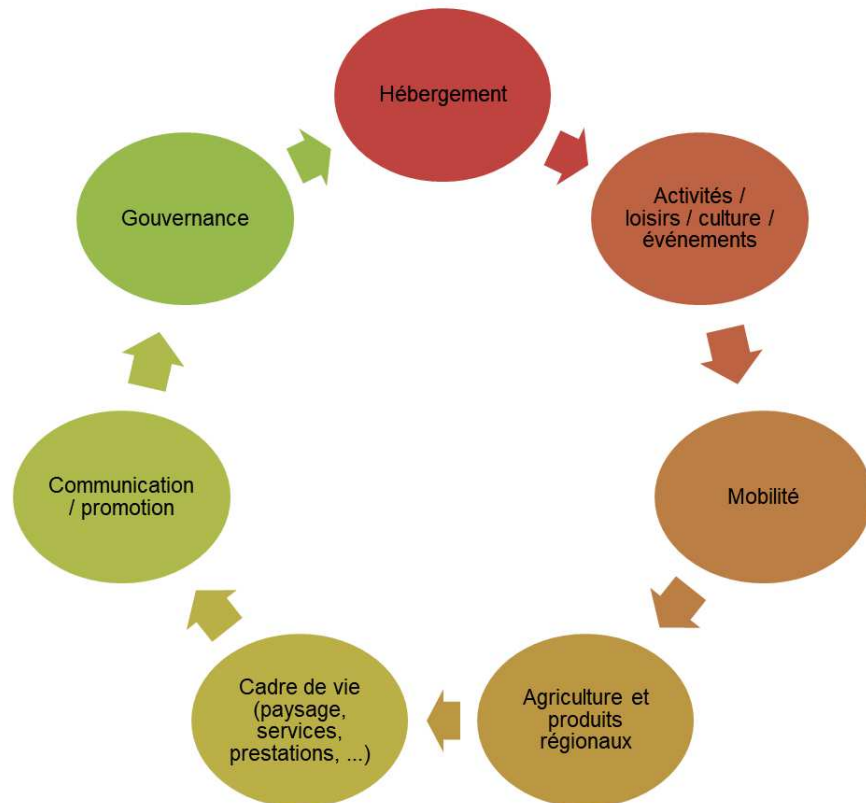 Hébergement
Activités /
loisirs / culture /
événements
Mobilité
Agriculture et
produits
régionaux
Cadre de vie
(paysage,
services,
prestations, ...)
Communication
/ promotion
Gouvernance